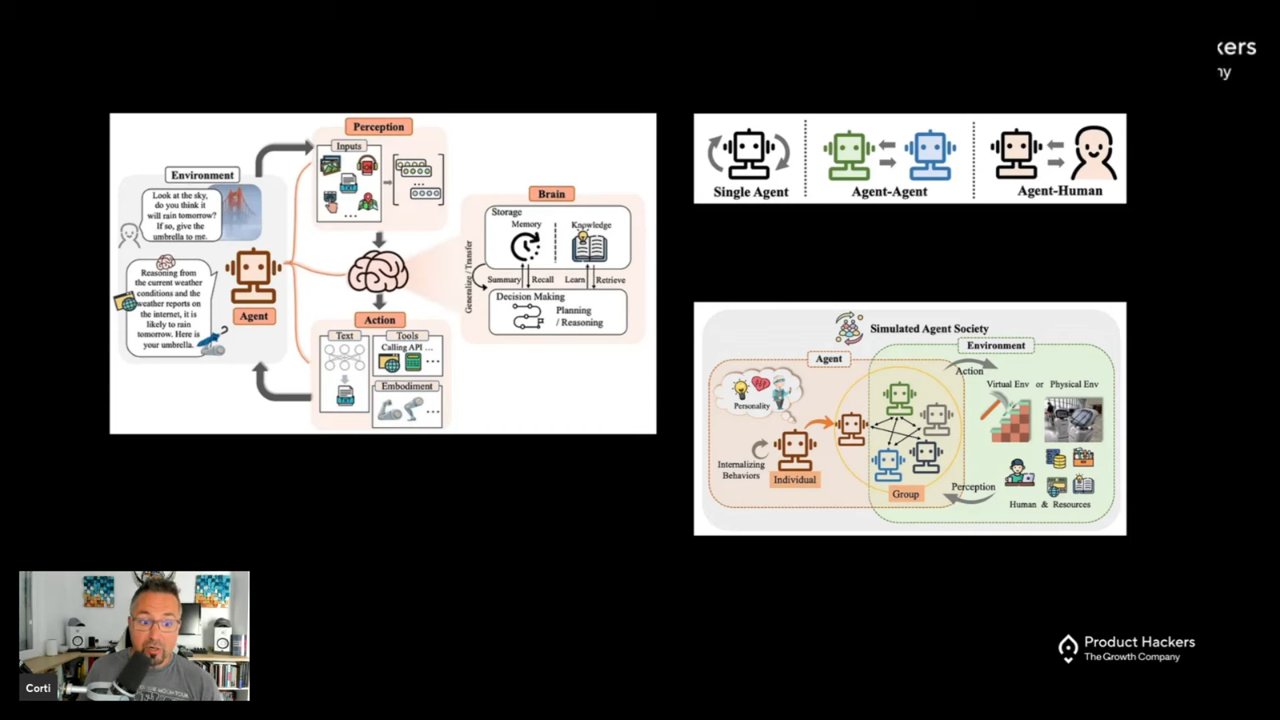 kers
ny
Perception
Inputs
...
...
Environment
Look at the sky,
do you think it
will rain tomorrow?
If so, give the
umbrella to me.
Reasoning from
the current weather
conditions and the
weather reports on
the internet, it is
likely to rain
tomorrow. Here is
your umbrella.
Agent
Brain
Storage
Memory
Knowledge
Generalize / Transfer
Summary
Recall
Learn
Retrieve
Decision Making
Planning
/ Reasoning
Action
Text
Tools
Calling API ...
...
Embodiment
...
Single Agent
Agent-Agent
Agent-Human
Simulated Agent Society
Agent
Environment
Action
Virtual Env or Physical Env
Personality
Internalizing
Behaviors
Individual
Group
Perception
Human & Resources
Corti
Product Hackers
The Growth Company